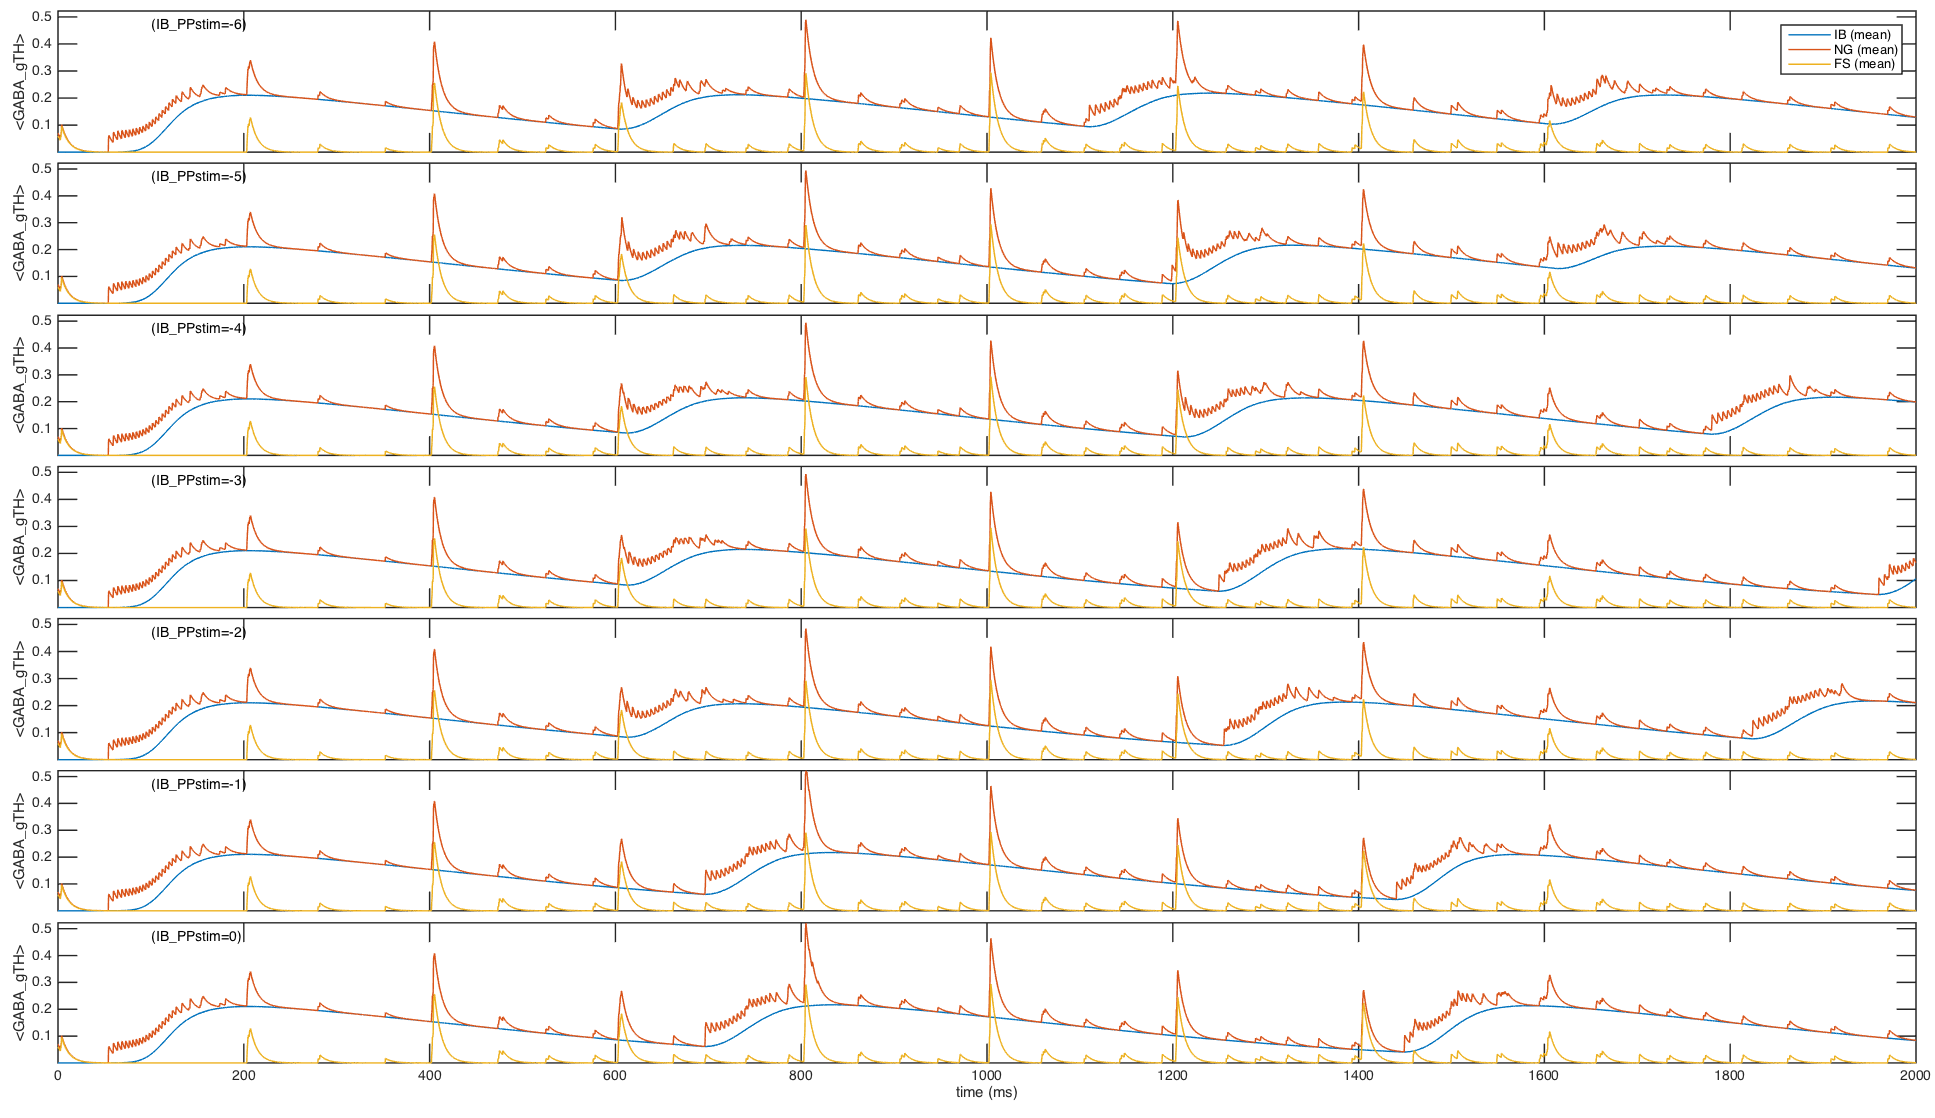 (IB_PPstim=-6)
IB (mean)
NG (mean)
FS (mean)
0.5
0.4
0.3
0.2
0.1
<GABA_gTH>
(IB_PPstim=-5)
0.5
0.4
0.3
0.2
0.1
<GABA_gTH>
(IB_PPstim=-4)
0.5
0.4
0.3
0.2
0.1
<GABA_gTH>
(IB_PPstim=-3)
0.5
0.4
0.3
0.2
0.1
<GABA_gTH>
(IB_PPstim=-2)
0.5
0.4
0.3
0.2
0.1
<GABA_gTH>
(IB_PPstim=-1)
0.5
0.4
0.3
0.2
0.1
<GABA_gTH>
(IB_PPstim=0)
0.5
0.4
0.3
0.2
0.1
<GABA_gTH>
0 200 400 600 800 1000 1200 1400 1600 1800 2000
time (ms)